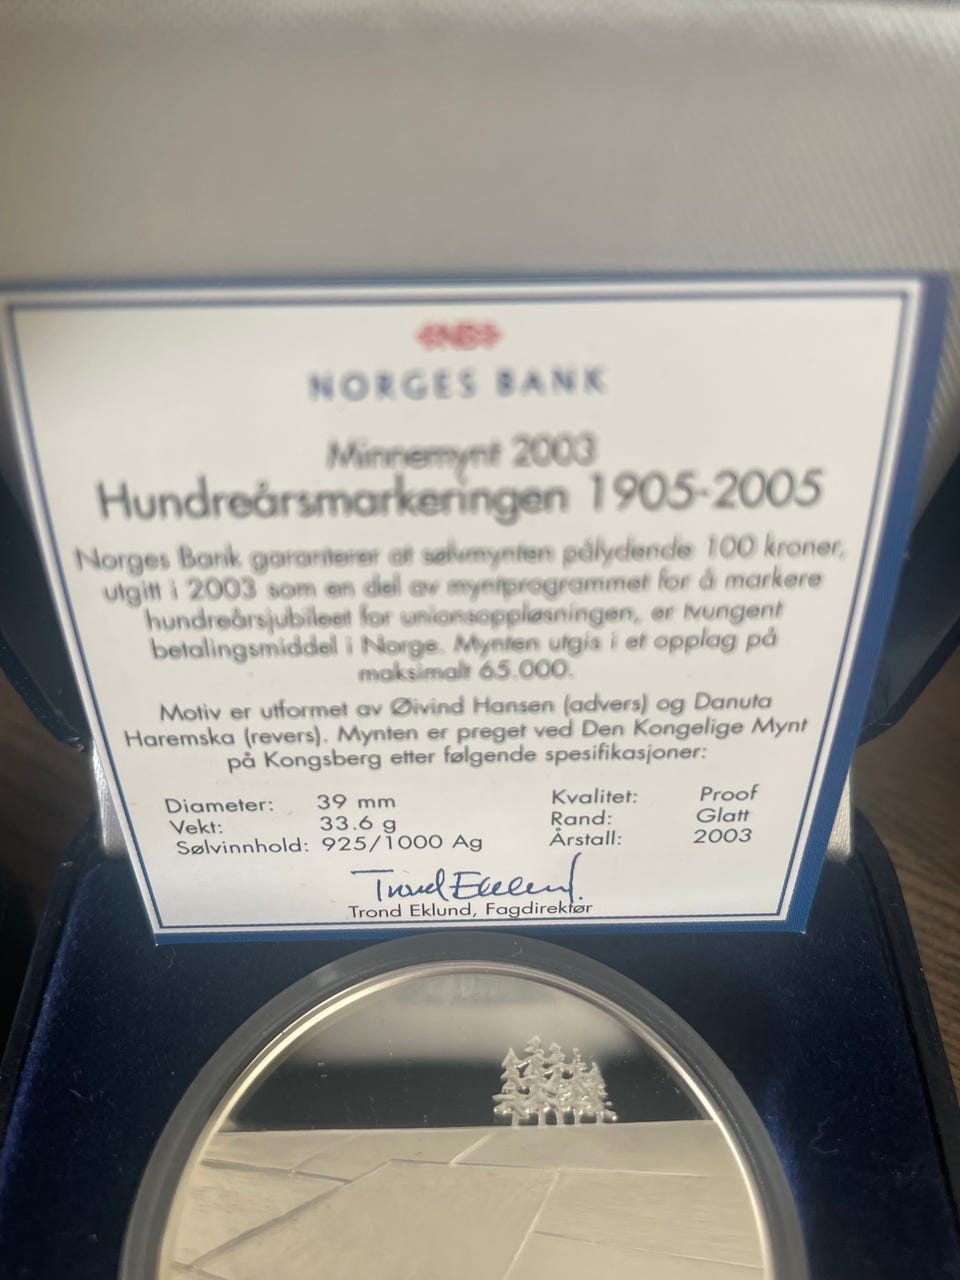 NB
NORGES BANK
Minnemynt 2003
Hundreårsmarkeringen 1905-2005
Norges Bank garanterer at sølvmynten pålydende 100 kroner,
utgitt i 2003 som en del av myntprogrammet for å markere
hundreårsjubileet for unionsoppløsningen, er tvungent
betalingsmiddel i Norge. Mynten utgis i et opplag på
maksimalt 65.000.
Motiv er utformet av Øivind Hansen (advers) og Danuta
Haremska (revers). Mynten er preget ved Den Kongelige Mynt
på Kongsberg etter følgende spesifikasjoner:
Diameter: 39 mm
Vekt: 33.6 g
Sølvinnhold: 925/1000 Ag
Kvalitet: Proof
Rand: Glatt
Årstall: 2003
Trond Eklund
Trond Eklund, Fagdirektør